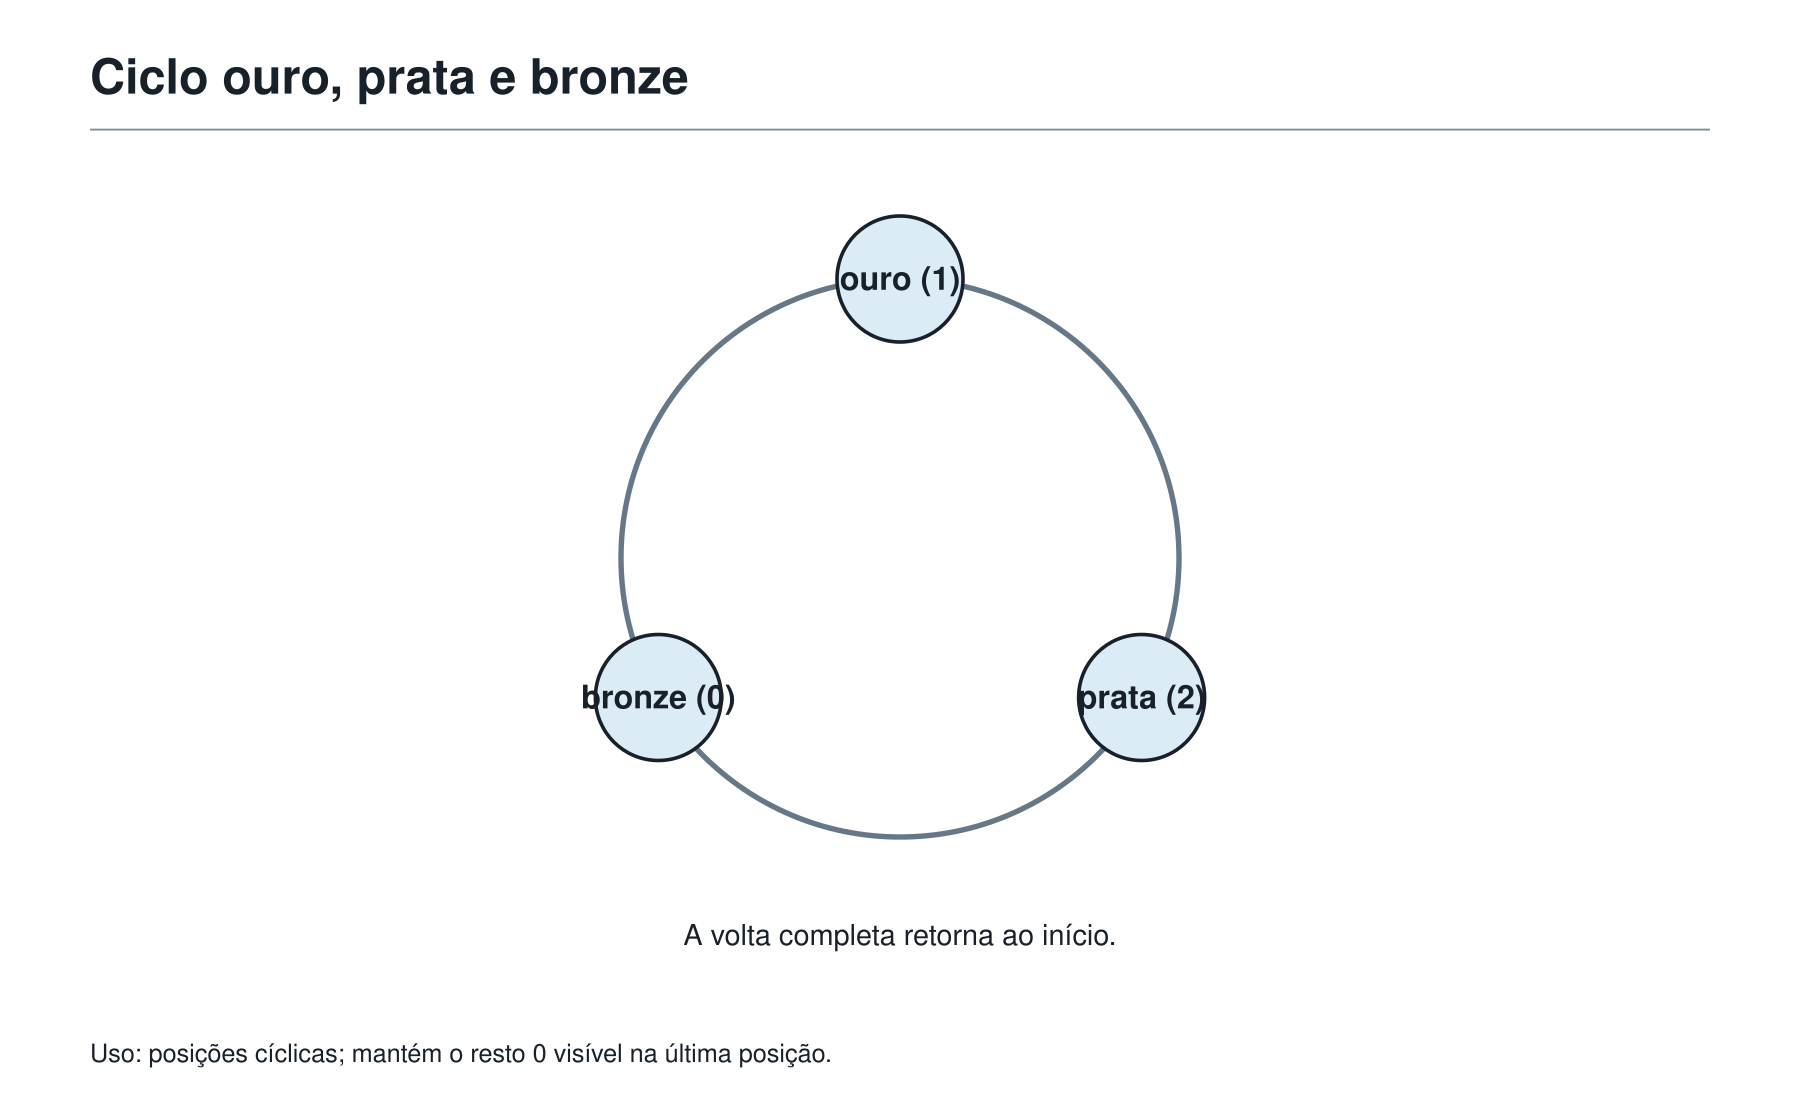 Ciclo ouro, prata e bronze
ouro (1)
bronze (0)
prata (2)
A volta completa retorna ao início.
Uso: posições cíclicas; mantém o resto 0 visível na última posição.